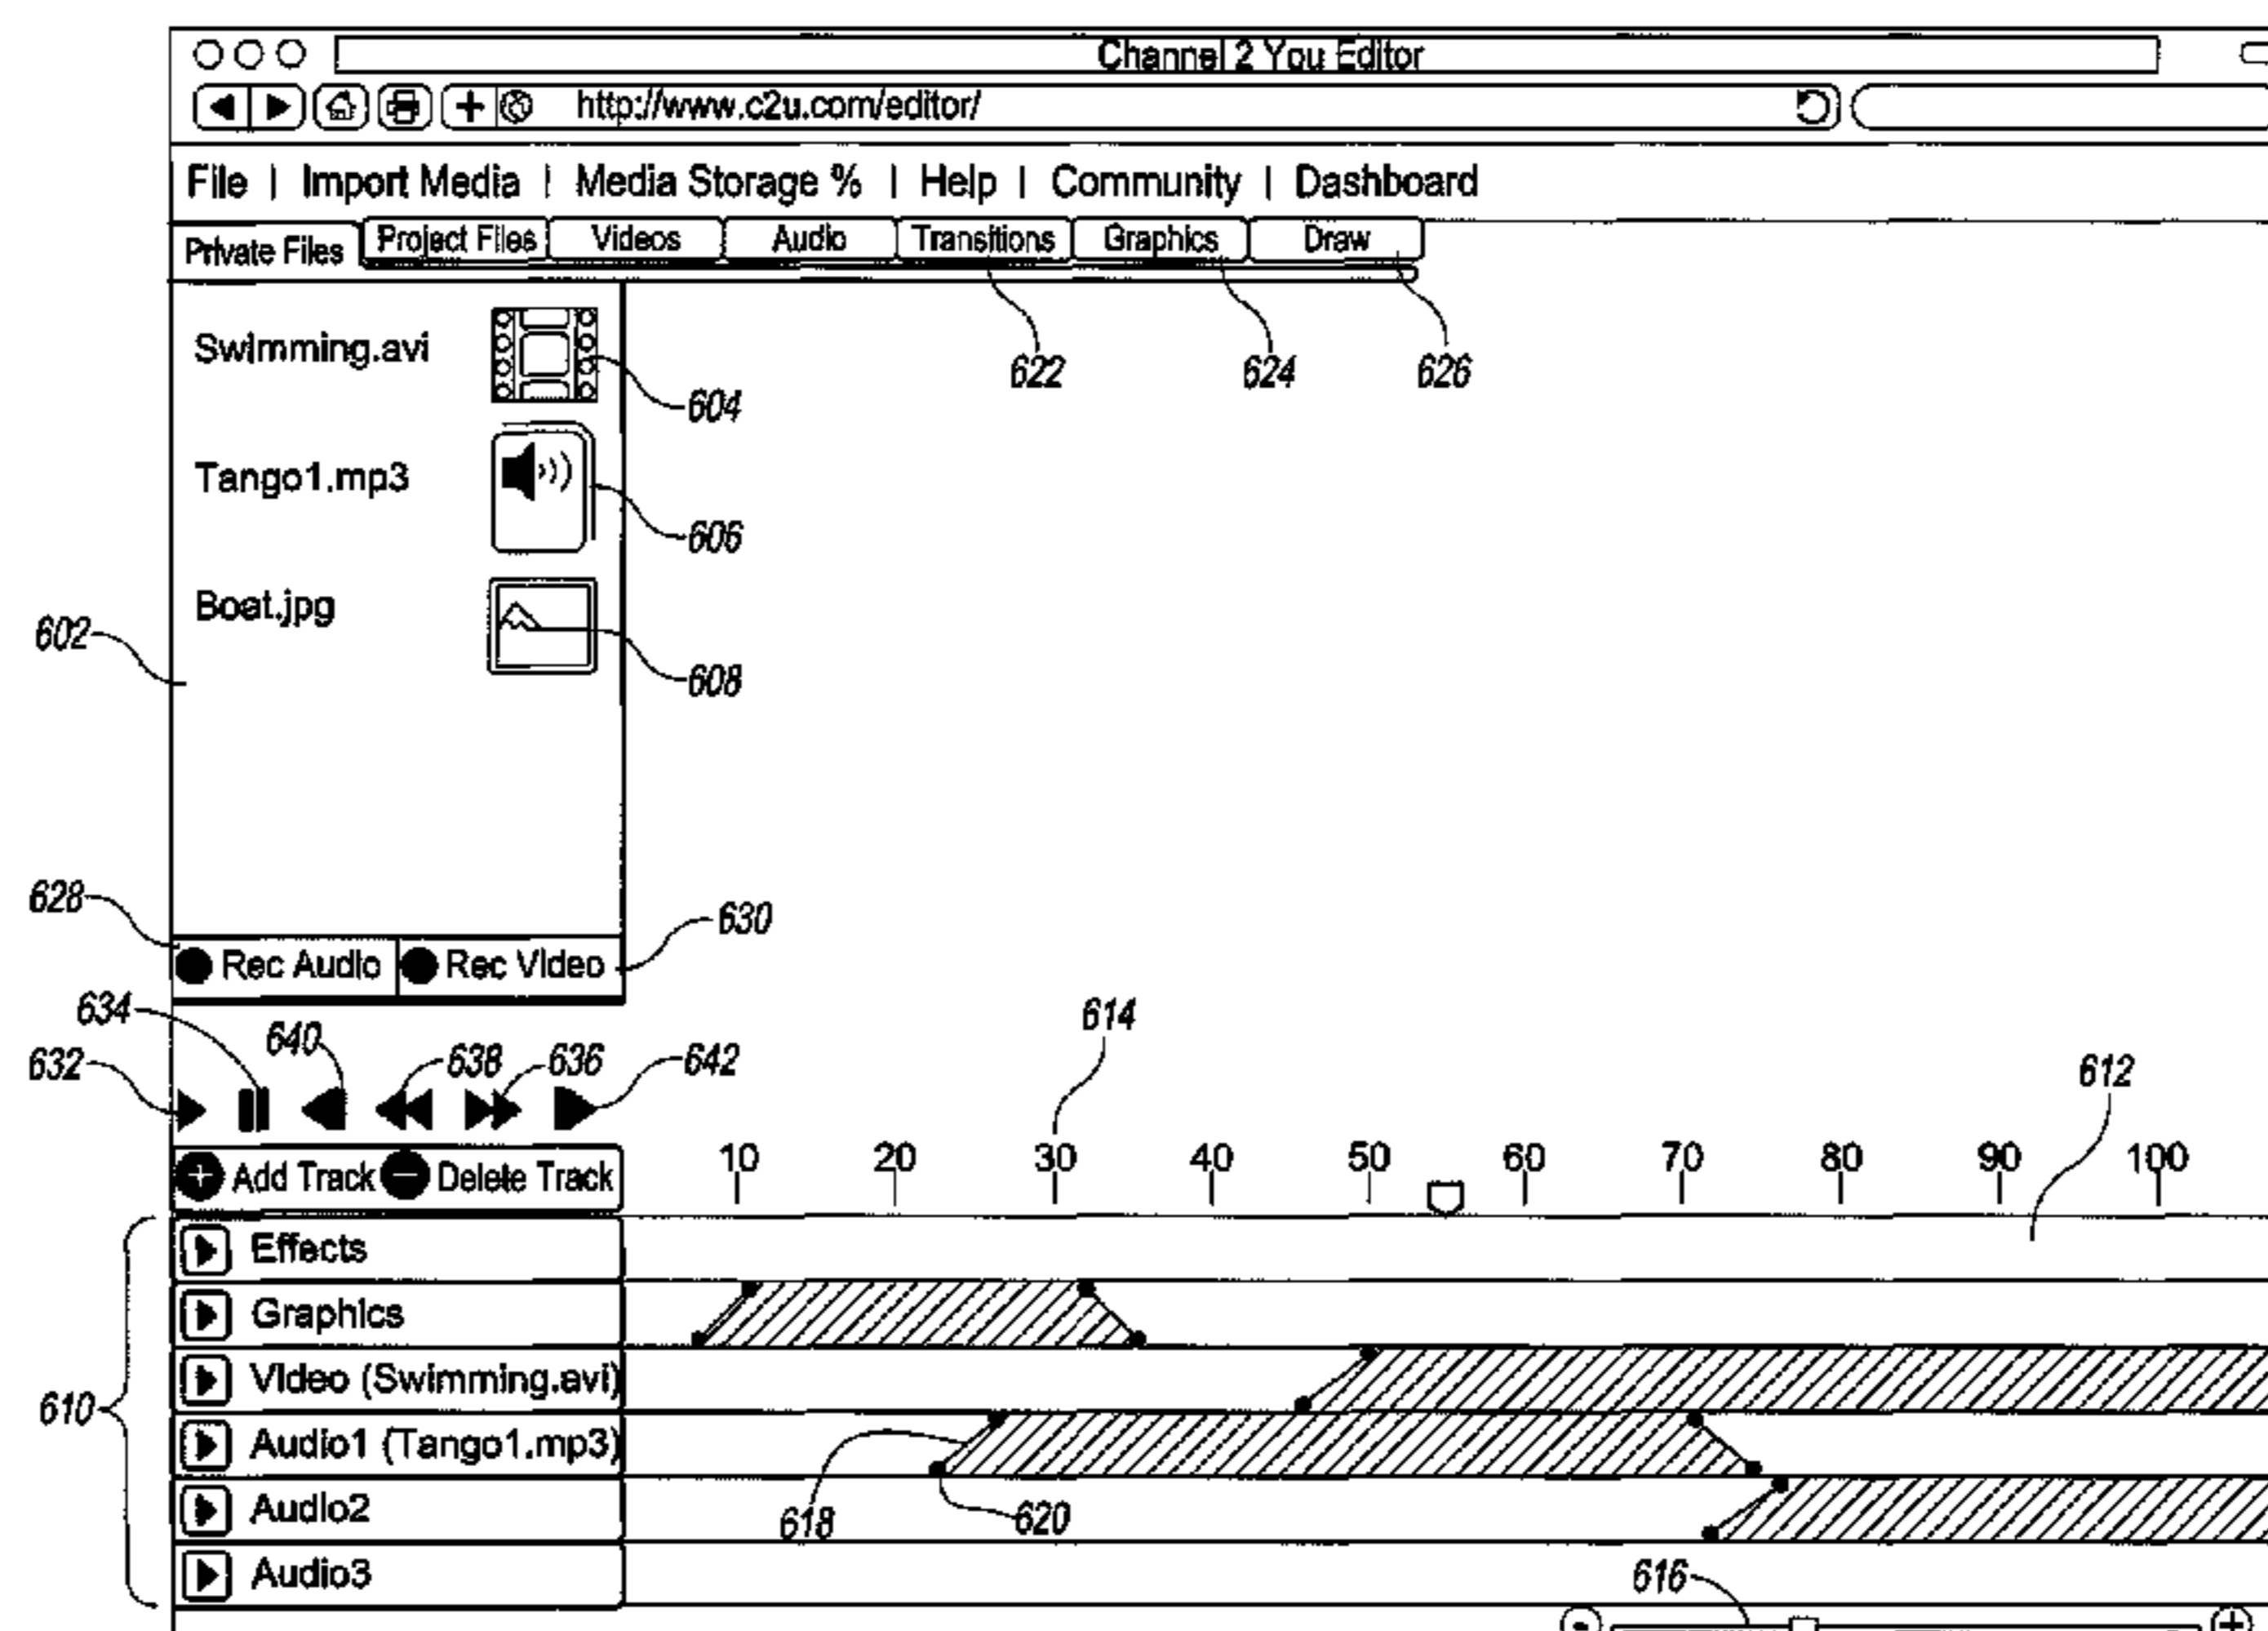 Channel 2 You Editor
http://www.c2u.com/editor/
File | Import Media | Media Storage % | Help | Community | Dashboard
Private Files Project Files Videos Audio Transitions Graphics Draw
622 624 626
Swimming.avi
604
Tango1.mp3
606
Boat.jpg
602
608
628
630
Rec Audio Rec Video
634
614
640
632
638 636 642
612
10 20 30 40 50 60 70 80 90 100
+ Add Track - Delete Track
Effects
Graphics
Video (Swimming.avi)
610
Audio1 (Tango1.mp3)
Audio2
618 620
Audio3
616